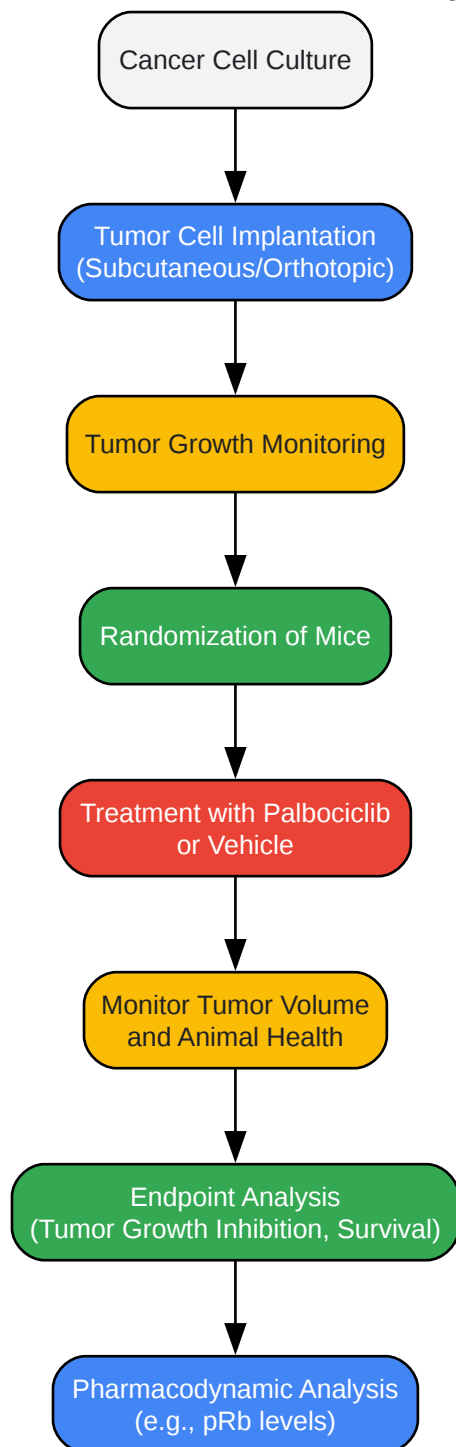 Cancer Cell Culture
Tumor Cell Implantation
(Subcutaneous/Orthotopic)
Tumor Growth Monitoring
Randomization of Mice
Treatment with Palbociclib
or Vehicle
Monitor Tumor Volume
and Animal Health
Endpoint Analysis
(Tumor Growth Inhibition, Survival)
Pharmacodynamic Analysis
(e.g., pRb levels)